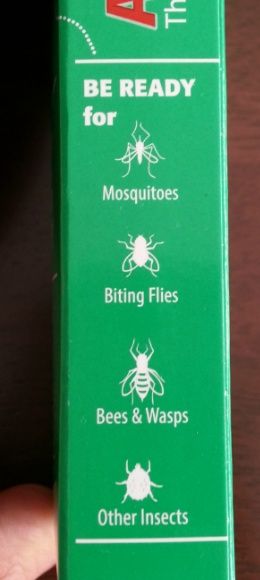 BE READY
for
Mosquitoes
Biting Flies
Bees & Wasps
Other Insects